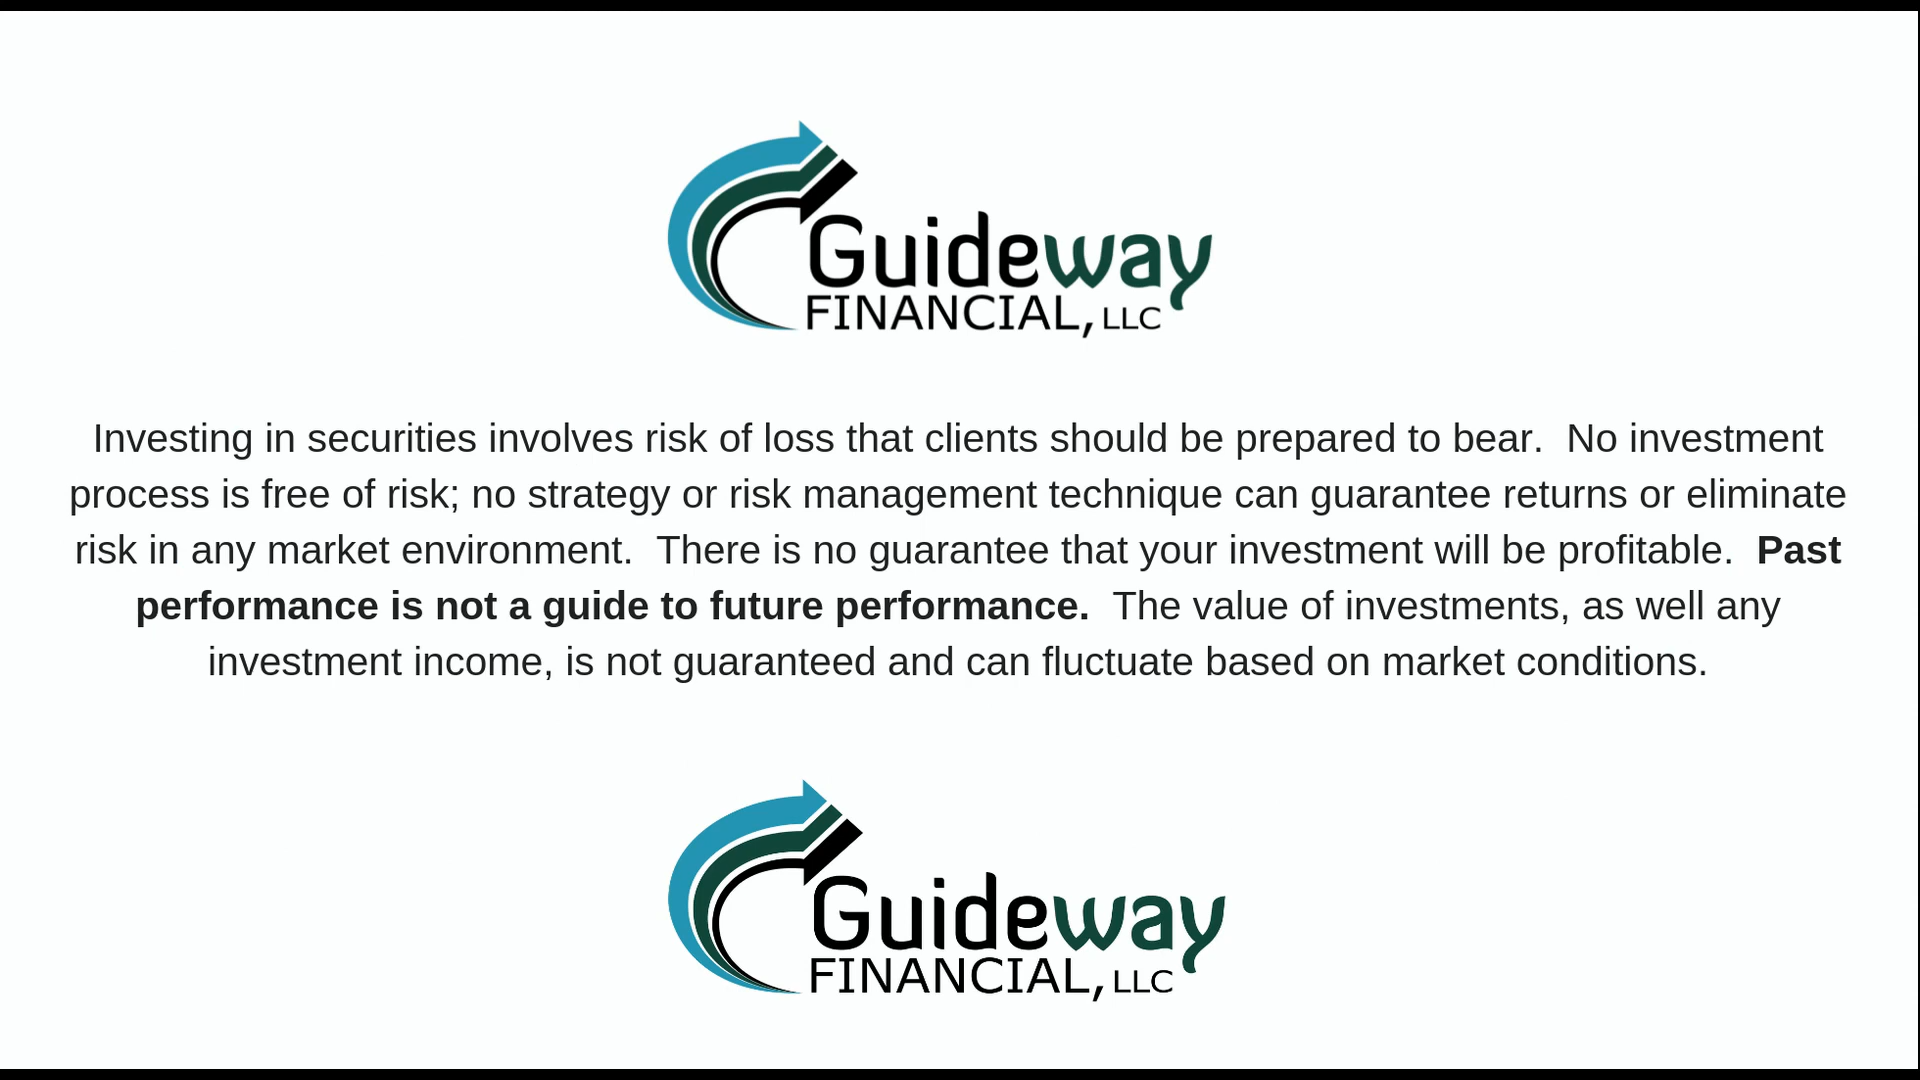 Guideway
FINANCIAL, LLC
Investing in securities involves risk of loss that clients should be prepared to bear.  No investment
process is free of risk; no strategy or risk management technique can guarantee returns or eliminate
risk in any market environment.  There is no guarantee that your investment will be profitable.  Past
performance is not a guide to future performance.  The value of investments, as well any
investment income, is not guaranteed and can fluctuate based on market conditions.
Guideway
FINANCIAL, LLC